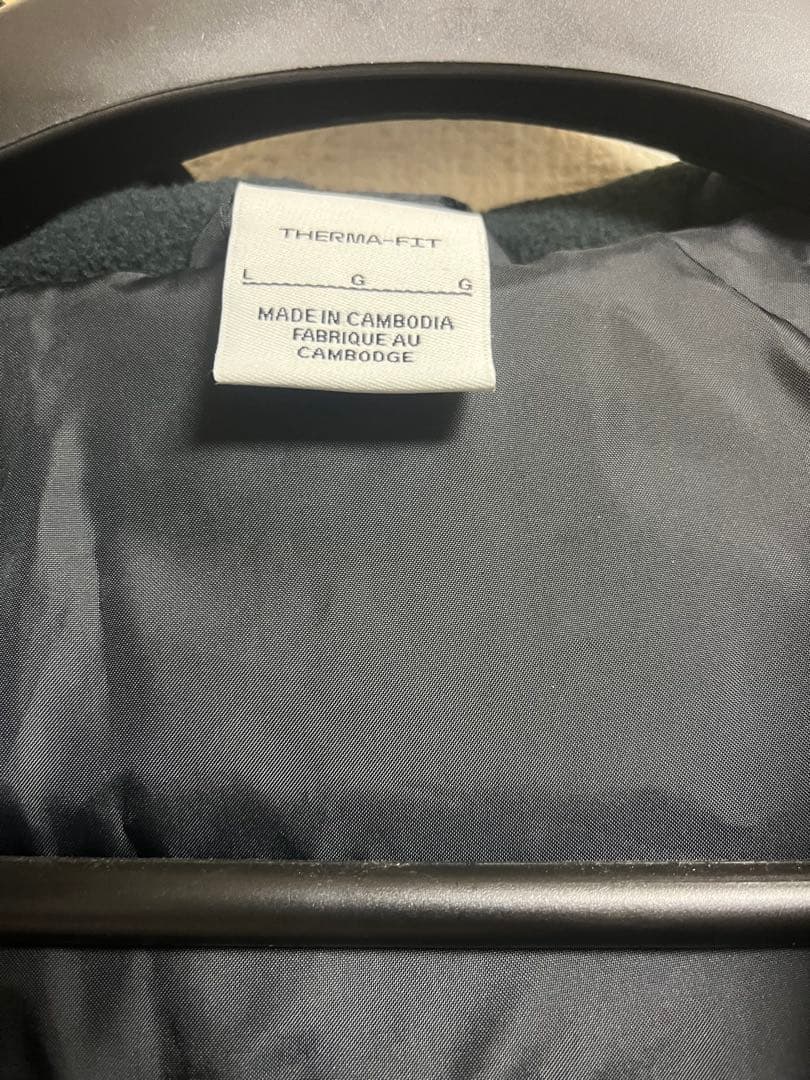 THERMA-FIT
L G G
MADE IN CAMBODIA
FABRIQUE AU
CAMBODGE